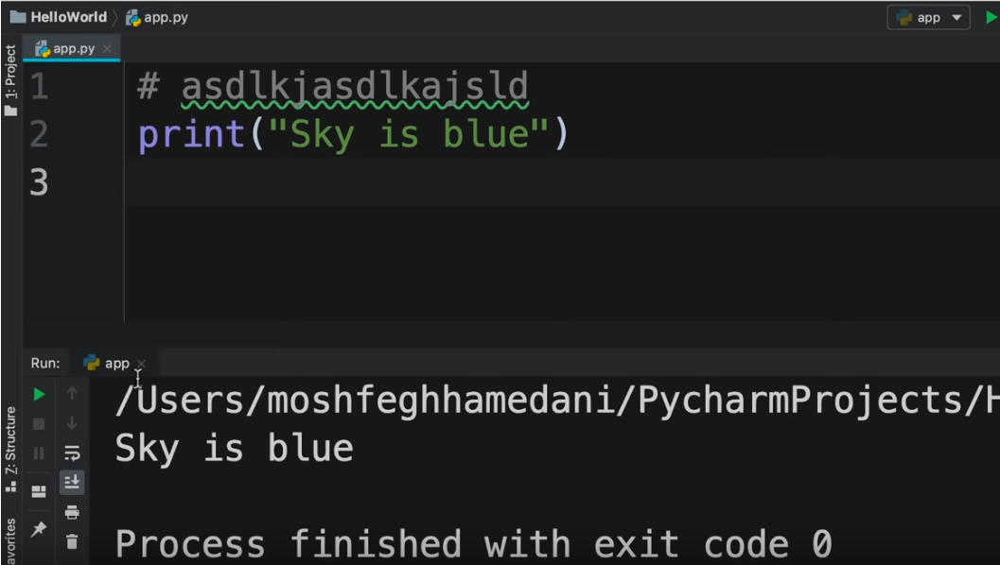 HelloWorld
app.py
app
app.py
1: Project
1 # asdlkjasdlkajsld
2 print("Sky is blue")
3
Run:
app
/Users/moshfeghhamedani/PycharmProjects/H
Sky is blue
Process finished with exit code 0
Z: Structure
avorites